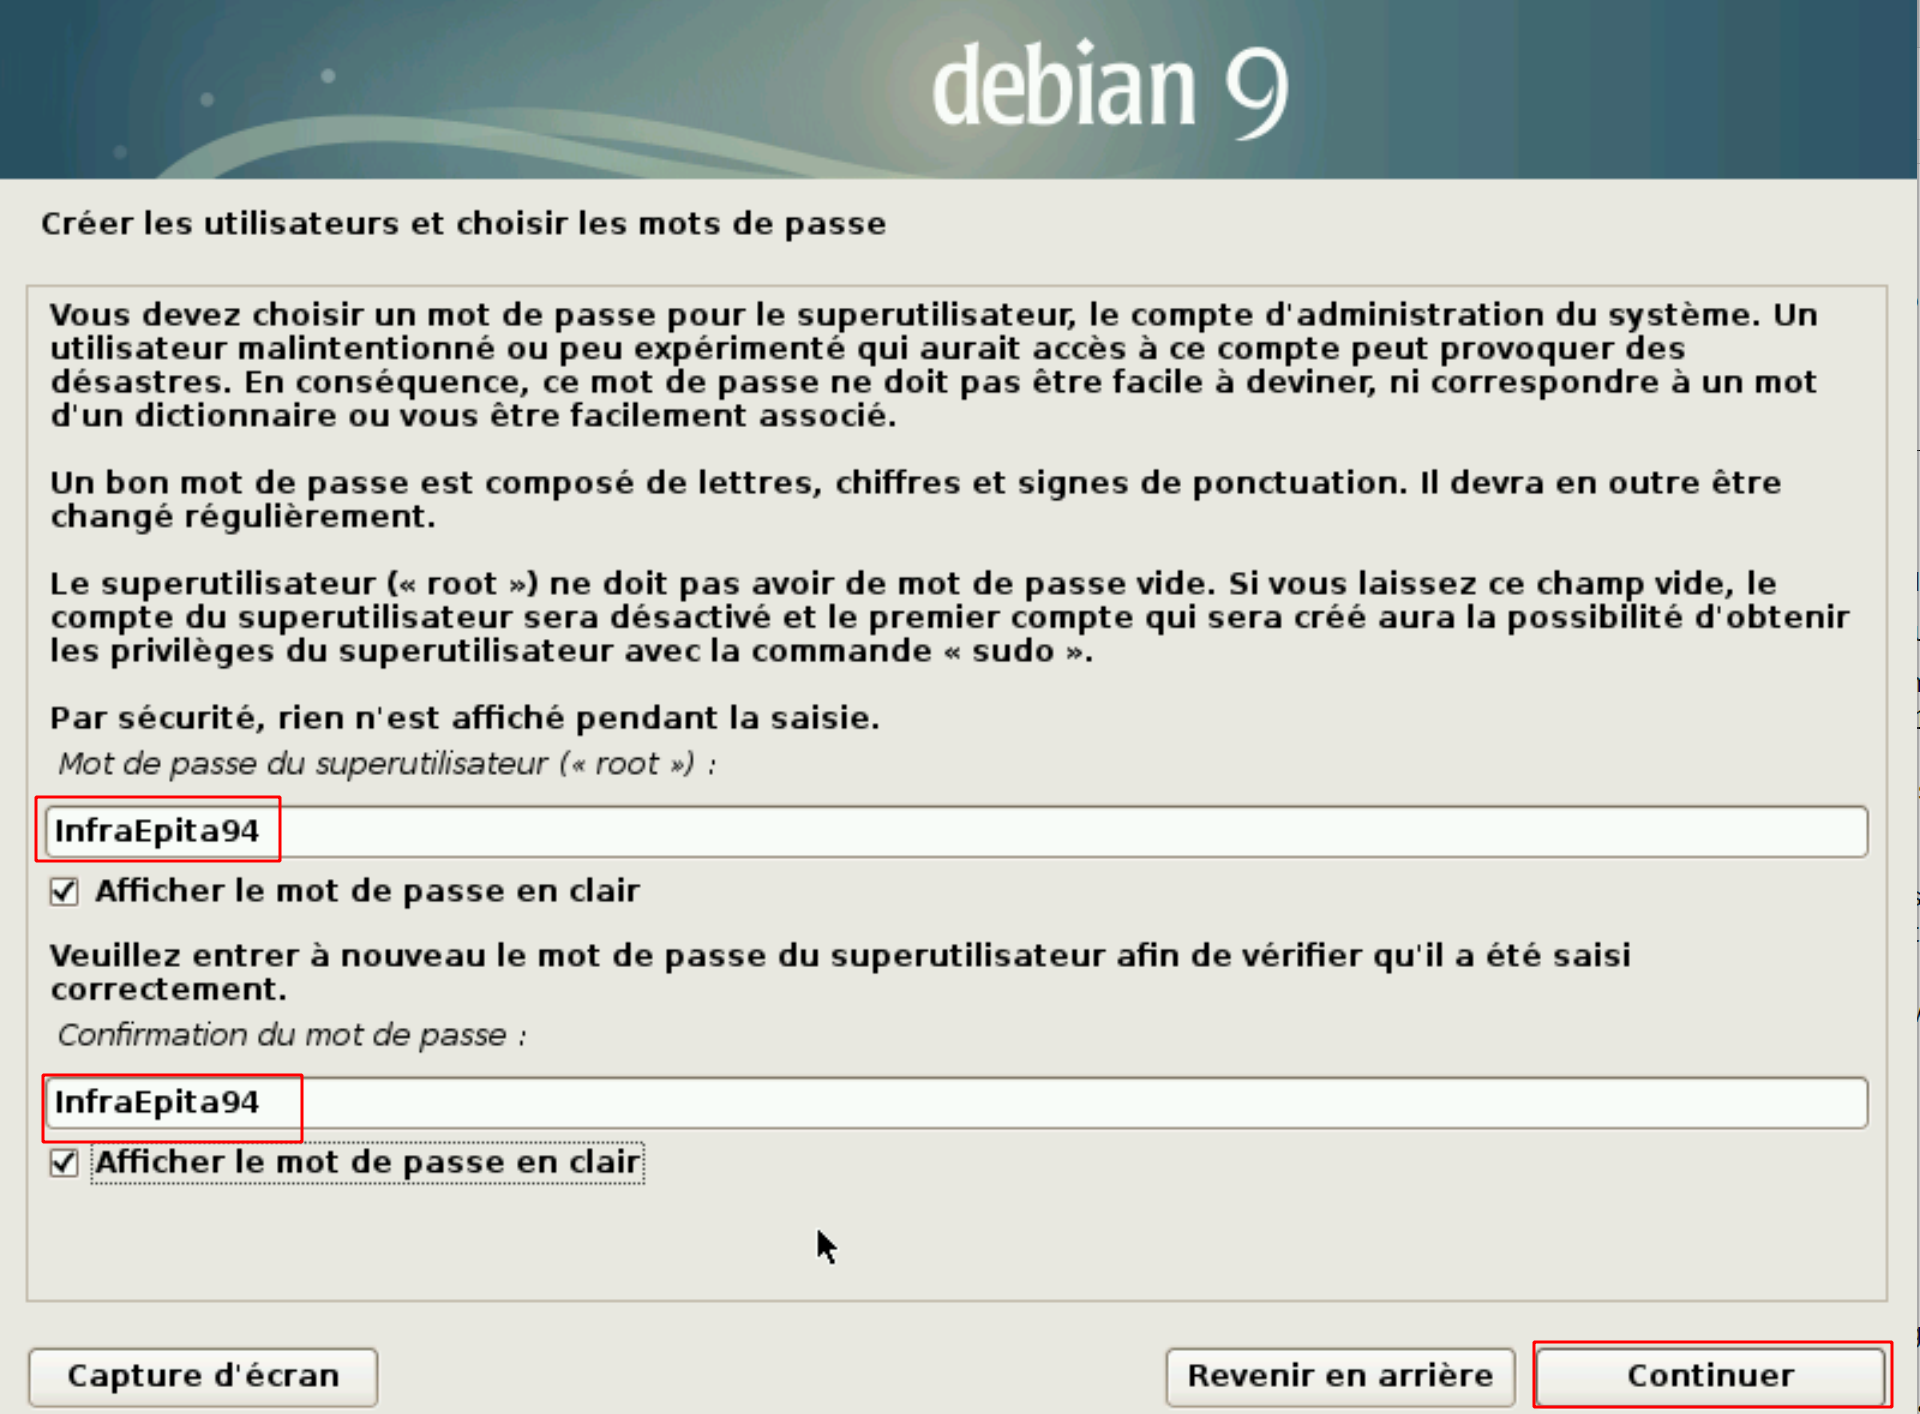 debian 9
Créer les utilisateurs et choisir les mots de passe
Vous devez choisir un mot de passe pour le superutilisateur, le compte d'administration du système. Un
utilisateur malintentionné ou peu expérimenté qui aurait accès à ce compte peut provoquer des
désastres. En conséquence, ce mot de passe ne doit pas être facile à deviner, ni correspondre à un mot
d'un dictionnaire ou vous être facilement associé.
Un bon mot de passe est composé de lettres, chiffres et signes de ponctuation. Il devra en outre être
changé régulièrement.
Le superutilisateur (« root ») ne doit pas avoir de mot de passe vide. Si vous laissez ce champ vide, le
compte du superutilisateur sera désactivé et le premier compte qui sera créé aura la possibilité d'obtenir
les privilèges du superutilisateur avec la commande « sudo ».
Par sécurité, rien n'est affiché pendant la saisie.
Mot de passe du superutilisateur (« root ») :
InfraEpita94
Afficher le mot de passe en clair
Veuillez entrer à nouveau le mot de passe du superutilisateur afin de vérifier qu'il a été saisi
correctement.
Confirmation du mot de passe :
InfraEpita94
Afficher le mot de passe en clair
Capture d'écran
Revenir en arrière
Continuer